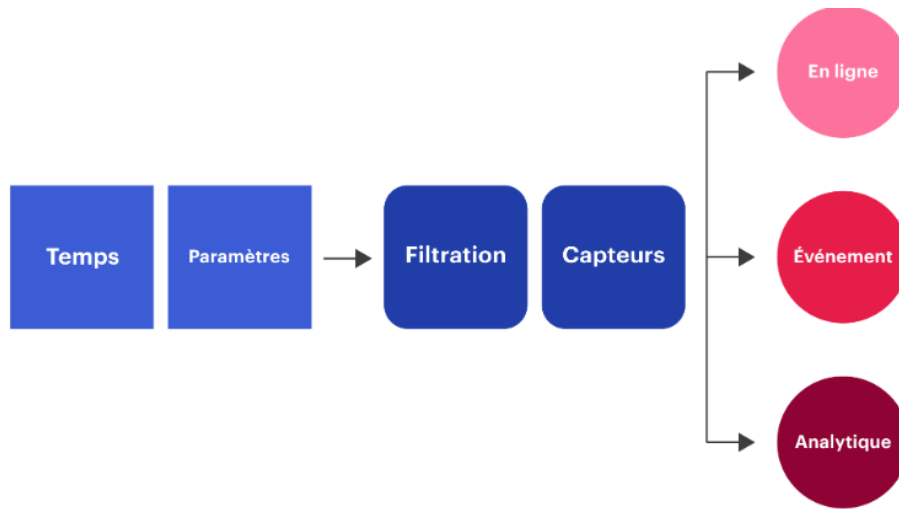 En ligne
Temps
Paramètres
Filtration
Capteurs
Événement
Analytique